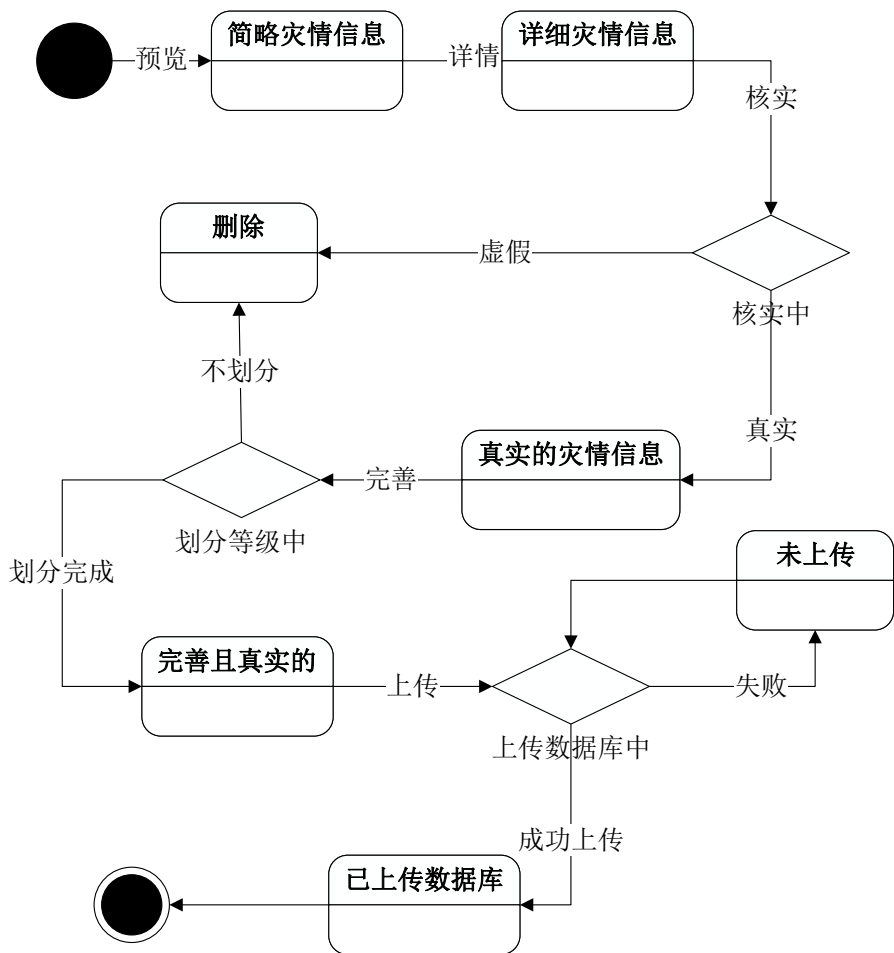 预览
简略灾情信息
详情
详细灾情信息
核实
删除
虚假
核实中
不划分
真实
真实的灾情信息
完善
划分等级中
划分完成
未上传
完善且真实的
上传
失败
上传数据库中
成功上传
已上传数据库